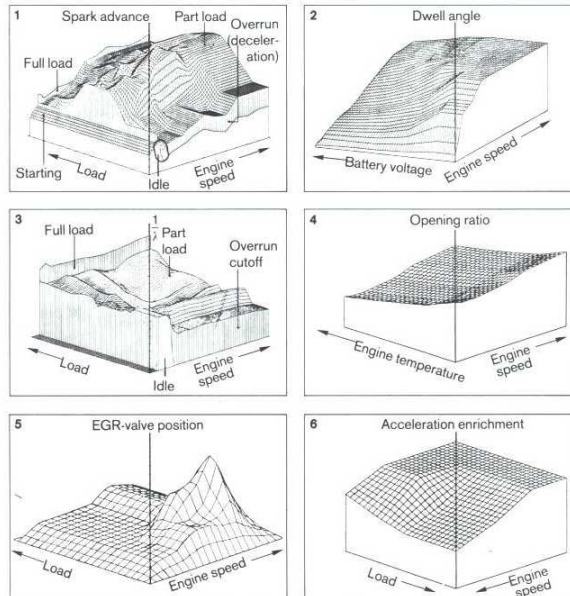 1
Spark advance
Part load
Overrun
(deceler-
ation)
Full load
Starting
Load
Idle
Engine
speed
2
Dwell angle
Battery voltage
Engine speed
3
Full load
1
λ
Part
load
Overrun
cutoff
Load
Idle
Engine
speed
4
Opening ratio
Engine temperature
Engine
speed
5
EGR-valve position
Load
Engine speed
6
Acceleration enrichment
Load
Engine
speed